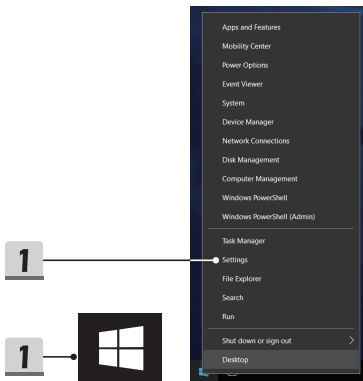 Apps and Features
Mobility Center
Power Options
Event Viewer
System
Device Manager
Network Connections
Disk Management
Computer Management
Windows PowerShell
Windows PowerShell (Admin)
Task Manager
1
Settings
File Explorer
Search
Run
Shut down or sign out
1
Desktop